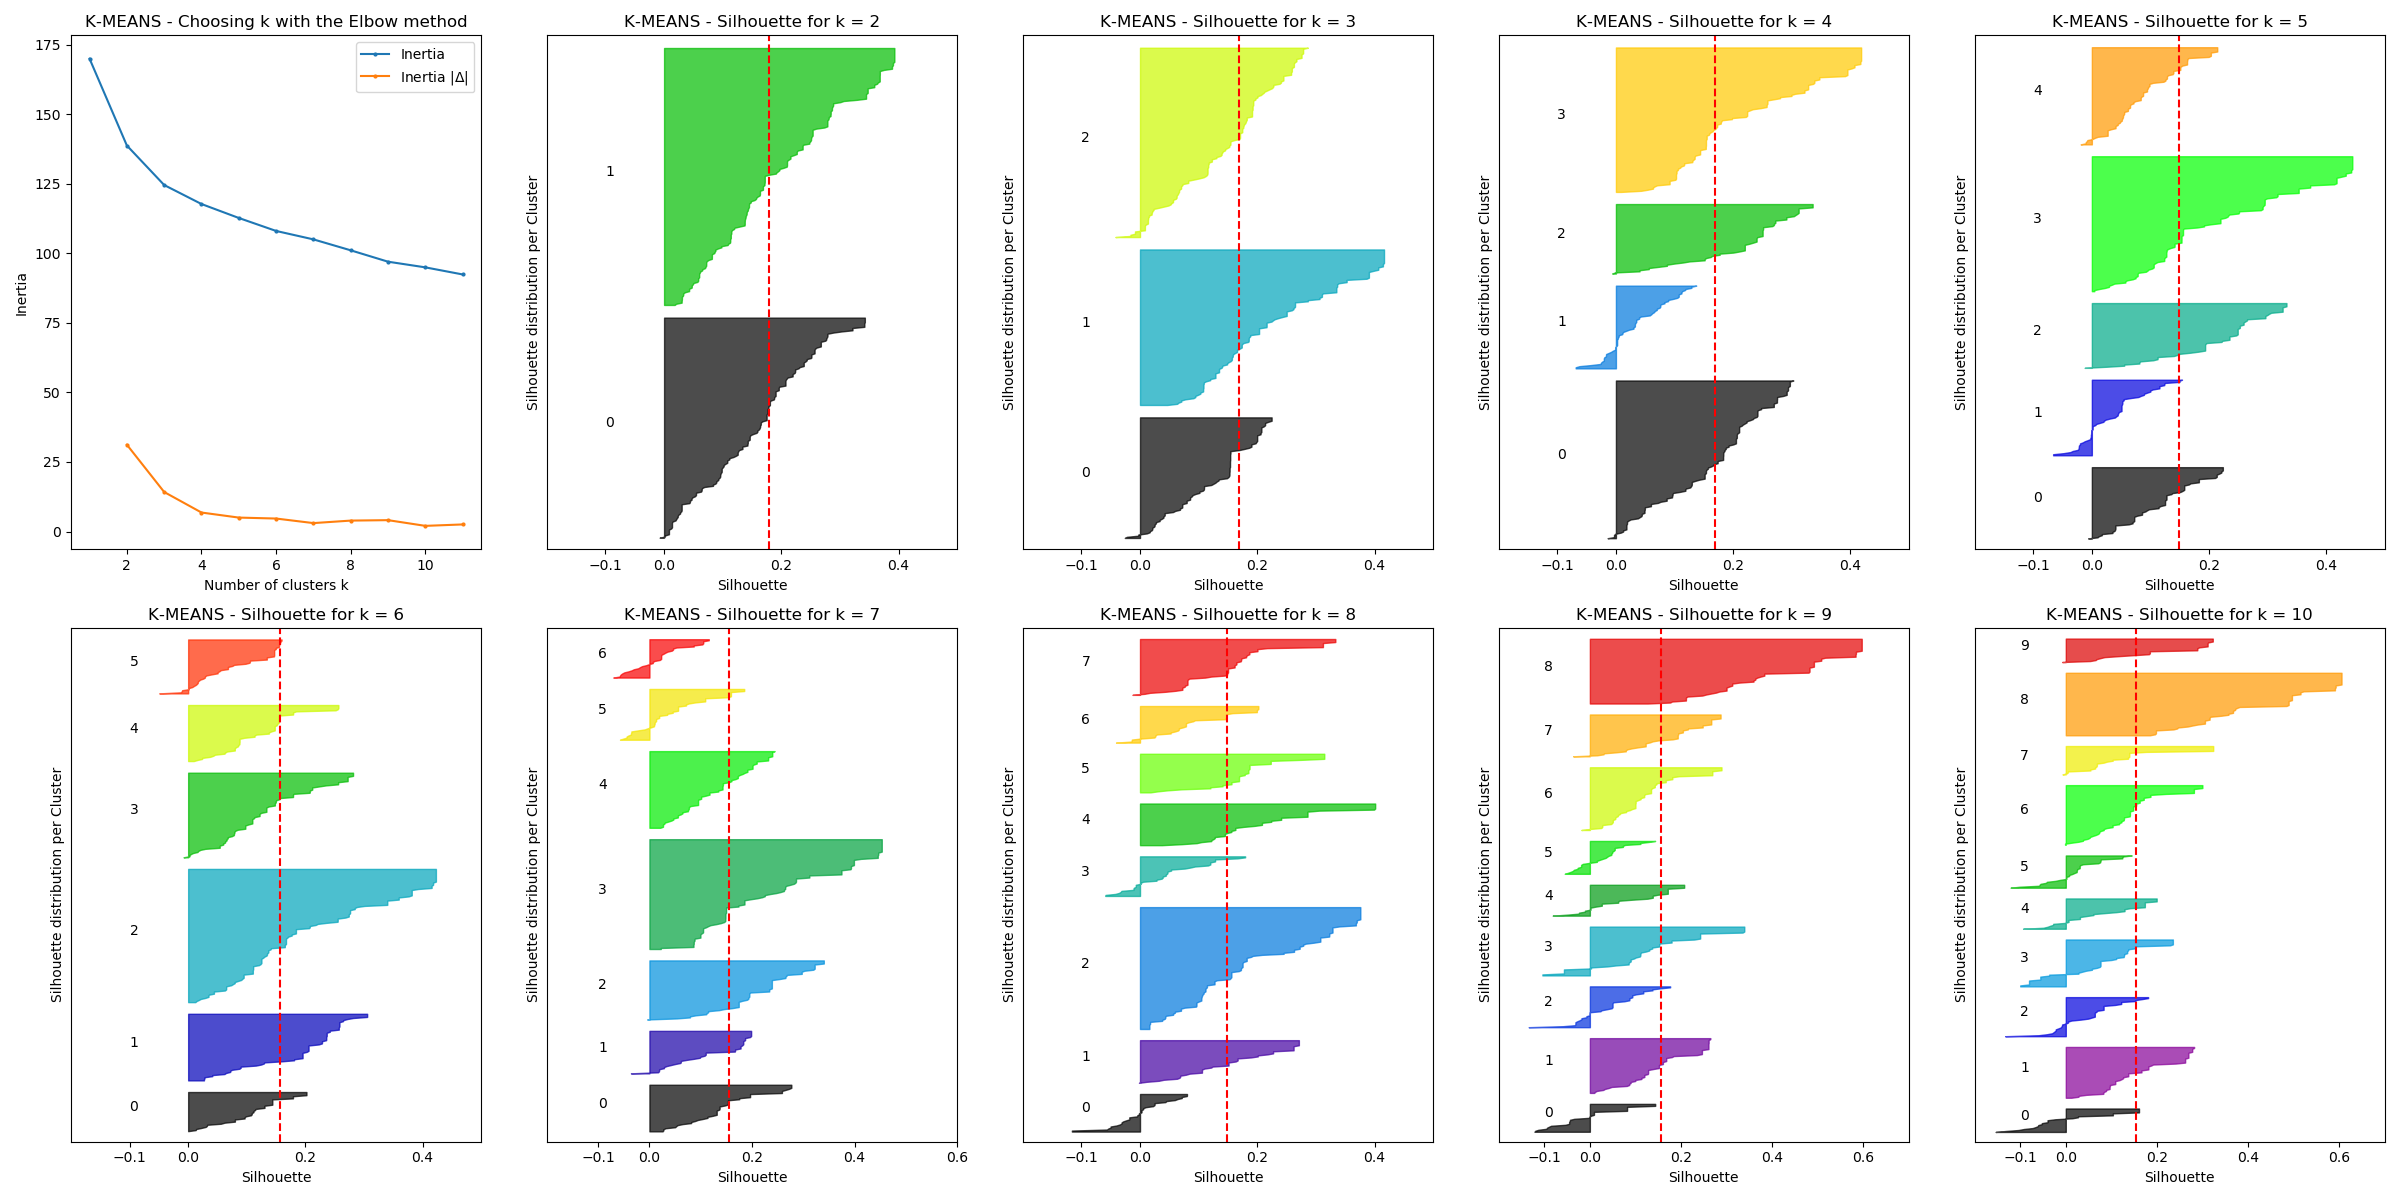 K-MEANS - Choosing k with the Elbow method
Inertia
Inertia |Δ|
175
150
125
100
75
50
25
0
Inertia
2 4 6 8 10
Number of clusters k
K-MEANS - Silhouette for k = 2
Silhouette distribution per Cluster
1
0
−0.1 0.0 0.2 0.4
Silhouette
K-MEANS - Silhouette for k = 3
Silhouette distribution per Cluster
2
1
0
−0.1 0.0 0.2 0.4
Silhouette
K-MEANS - Silhouette for k = 4
Silhouette distribution per Cluster
3
2
1
0
−0.1 0.0 0.2 0.4
Silhouette
K-MEANS - Silhouette for k = 5
Silhouette distribution per Cluster
4
3
2
1
0
−0.1 0.0 0.2 0.4
Silhouette
K-MEANS - Silhouette for k = 6
Silhouette distribution per Cluster
5
4
3
2
1
0
−0.1 0.0 0.2 0.4
Silhouette
K-MEANS - Silhouette for k = 7
Silhouette distribution per Cluster
6
5
4
3
2
1
0
−0.1 0.0 0.2 0.4 0.6
Silhouette
K-MEANS - Silhouette for k = 8
Silhouette distribution per Cluster
7
6
5
4
3
2
1
0
−0.1 0.0 0.2 0.4
Silhouette
K-MEANS - Silhouette for k = 9
Silhouette distribution per Cluster
8
7
6
5
4
3
2
1
0
−0.1 0.0 0.2 0.4 0.6
Silhouette
K-MEANS - Silhouette for k = 10
Silhouette distribution per Cluster
9
8
7
6
5
4
3
2
1
0
−0.1 0.0 0.2 0.4 0.6
Silhouette